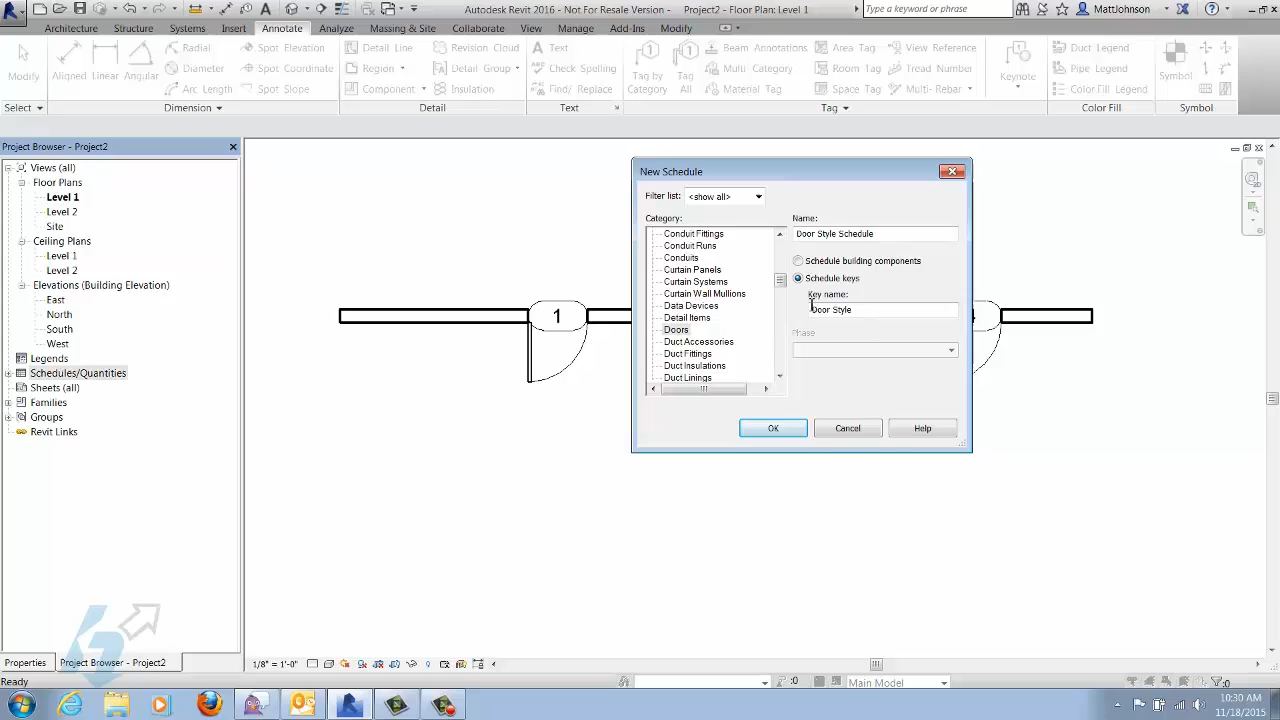 Autodesk Revit 2016 - Not For Resale Version - Project2 - Floor Plan: Level 1
Type a keyword or phrase
MattJohnson
Architecture Structure Systems Insert Annotate Analyze Massing & Site Collaborate View Manage Add-Ins Modify
Radial Spot Elevation Detail Line Revision Cloud Text Beam Annotations Area Tag View Reference Duct Legend
Diameter Spot Coordinate Region Detail Group Check Spelling Multi Category Room Tag Tread Number Pipe Legend
Modify Aligned Linear Angular Tag by Category Tag All Keynote Symbol
Arc Length Spot Slope Component Insulation Find/ Replace Material Tag Space Tag Multi- Rebar Color Fill Legend
Select Dimension Detail Text Tag Color Fill Symbol
Project Browser - Project2
Views (all)
Floor Plans
Level 1
Level 2
Site
Ceiling Plans
Level 1
Level 2
Elevations (Building Elevation)
East
North
South
West
Legends
Schedules/Quantities
Sheets (all)
Families
Groups
Revit Links
1
New Schedule
Filter list: <show all>
Category:
Conduit Fittings
Conduit Runs
Conduits
Curtain Panels
Curtain Systems
Curtain Wall Mullions
Data Devices
Detail Items
Doors
Duct Accessories
Duct Fittings
Duct Insulations
Duct Linings
Name:
Door Style Schedule
Schedule building components
Schedule keys
Key name:
Door Style
Phase
OK Cancel Help
Properties Project Browser - Project2
1/8" = 1'-0"
Ready
:0
Main Model
:0
10:30 AM
11/18/2015